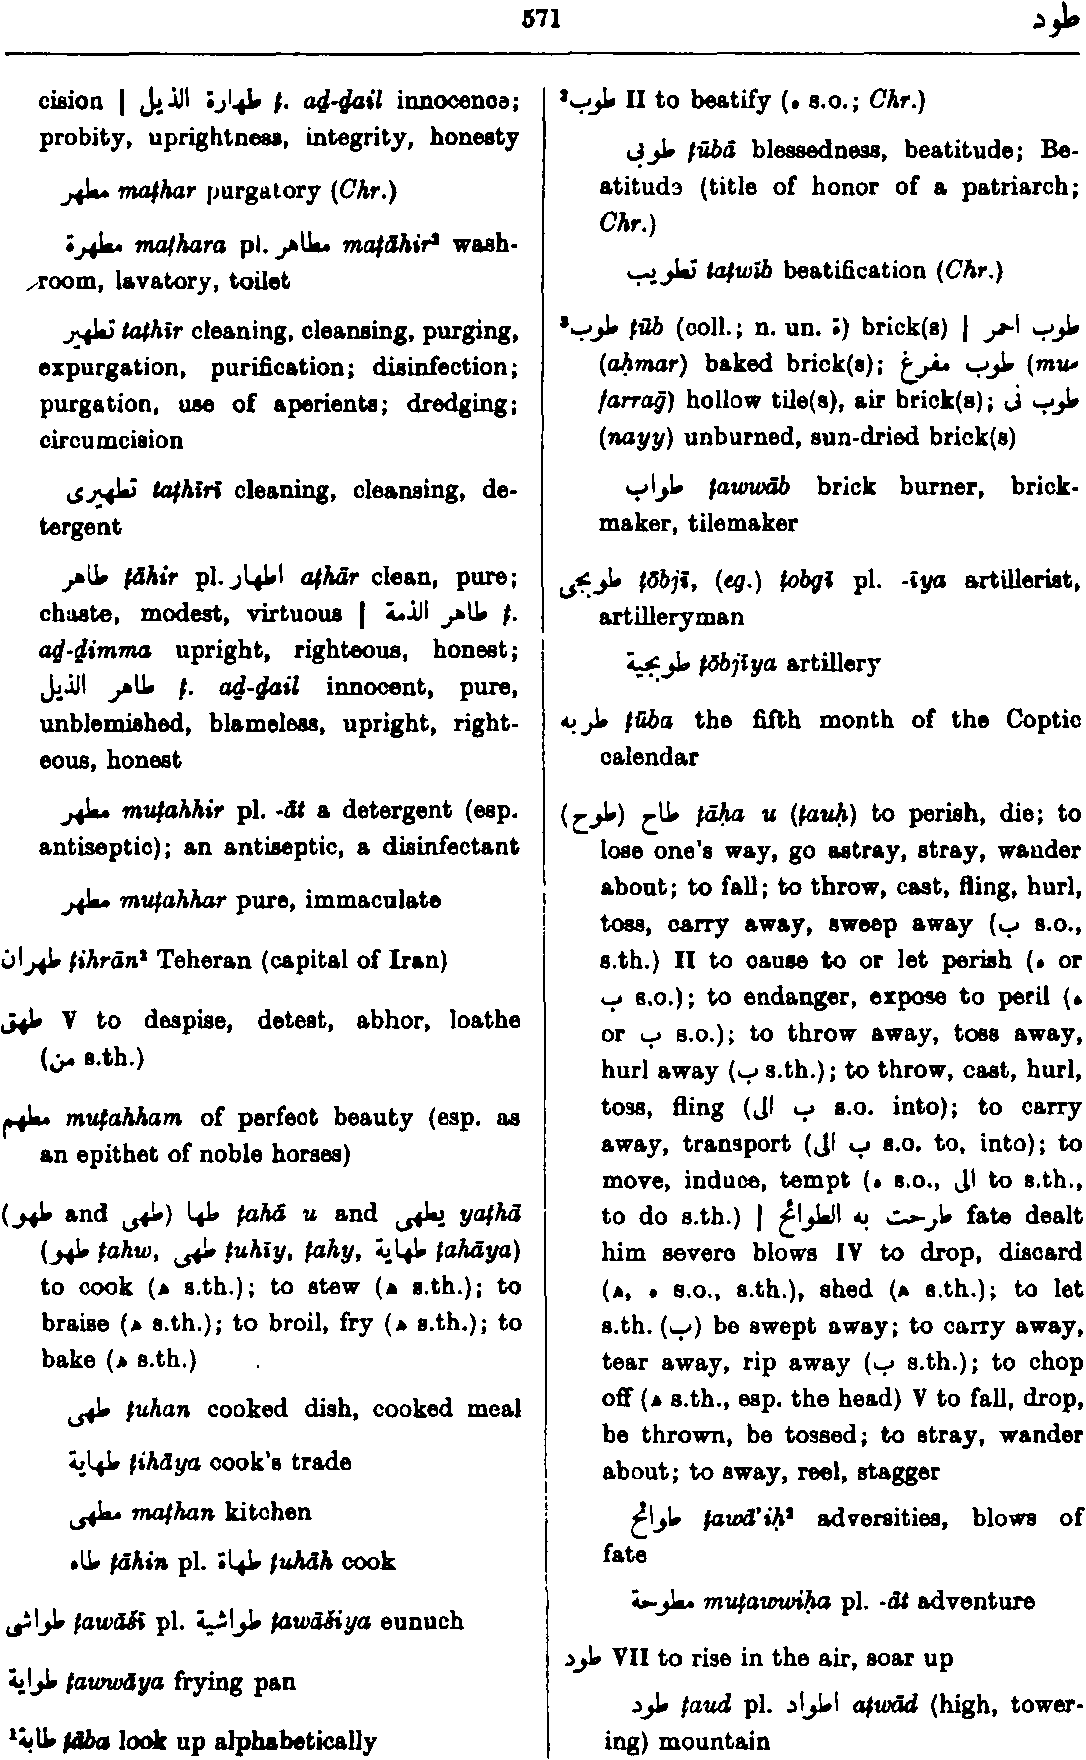 571
طود
cision | طهارة الذيل ṭ. aḏ-ḏail innocence;
probity, uprightness, integrity, honesty
مطهر maṭhar purgatory (Chr.)
مطهرة maṭhara pl. مطاهر maṭāhir² wash-
room, lavatory, toilet
تطهير taṭhīr cleaning, cleansing, purging,
expurgation, purification; disinfection;
purgation, use of aperients; dredging;
circumcision
تطهيرى taṭhīrī cleaning, cleansing, de-
tergent
طاهر ṭāhir pl. اطهار aṭhār clean, pure;
chaste, modest, virtuous | طاهر الذمة ṭ.
aḏ-ḏimma upright, righteous, honest;
طاهر الذيل ṭ. aḏ-ḏail innocent, pure,
unblemished, blameless, upright, right-
eous, honest
مطهر muṭahhir pl. -āt a detergent (esp.
antiseptic); an antiseptic, a disinfectant
مطهر muṭahhar pure, immaculate
طهران ṭihrān² Teheran (capital of Iran)
طهق V to despise, detest, abhor, loathe
(من s.th.)
مطهم muṭahham of perfect beauty (esp. as
an epithet of noble horses)
(طهو and طهى) طها ṭahā u and يطهى yaṭhā
(طهو ṭahw, طهى ṭuhīy, ṭahy, طهاية ṭahāya)
to cook (ه s.th.); to stew (ه s.th.); to
braise (ه s.th.); to broil, fry (ه s.th.); to
bake (ه s.th.)
طهى ṭuhan cooked dish, cooked meal
طهاية ṭihāya cook's trade
مطهى maṭhan kitchen
طاه ṭāhin pl. طهاة ṭuhāh cook
طواشى ṭawāšī pl. طواشية ṭawāšiya eunuch
طواية ṭawwāya frying pan
¹طابة ṭāba look up alphabetically
²طوب II to beatify (ه s.o.; Chr.)
طوبى ṭūbā blessedness, beatitude; Be-
atitude (title of honor of a patriarch;
Chr.)
تطويب taṭwīb beatification (Chr.)
³طوب ṭūb (coll.; n. un. ة) brick(s) | طوب احمر
(aḥmar) baked brick(s); طوب مفرغ (mu-
farraḡ) hollow tile(s), air brick(s); طوب نى
(nayy) unburned, sun-dried brick(s)
طواب ṭawwāb brick burner, brick-
maker, tilemaker
طوبجى ṭōbjī, (eg.) ṭobgī pl. -īya artillerist,
artilleryman
طوبجية ṭōbjīya artillery
طوبه ṭūba the fifth month of the Coptic
calendar
(طوح) طاح ṭāḥa u (ṭauḥ) to perish, die; to
lose one's way, go astray, stray, wander
about; to fall; to throw, cast, fling, hurl,
toss, carry away, sweep away (ب s.o.,
s.th.) II to cause to or let perish (ه or
ب s.o.); to endanger, expose to peril (ه
or ب s.o.); to throw away, toss away,
hurl away (ب s.th.); to throw, cast, hurl,
toss, fling (ب الى s.o. into); to carry
away, transport (ب الى s.o. to, into); to
move, induce, tempt (ه s.o., الى to s.th.,
to do s.th.) | طوحت به الطوائح fate dealt
him severe blows IV to drop, discard
(ه, ه s.o., s.th.), shed (ه s.th.); to let
s.th. (ب) be swept away; to carry away,
tear away, rip away (ب s.th.); to chop
off (ه s.th., esp. the head) V to fall, drop,
be thrown, be tossed; to stray, wander
about; to sway, reel, stagger
طوائح ṭawā'iḥ² adversities, blows of
fate
مطوحة muṭawwiḥa pl. -āt adventure
طود VII to rise in the air, soar up
طود ṭaud pl. اطواد aṭwād (high, tower-
ing) mountain